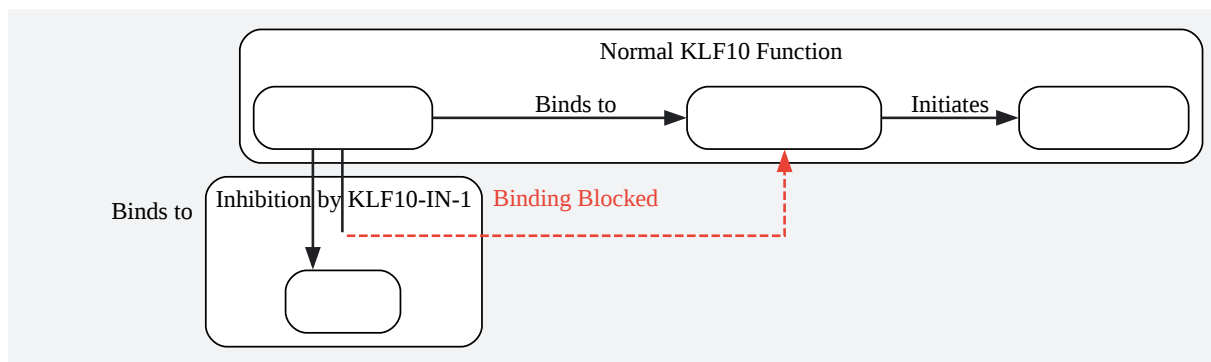 Normal KLF10 Function
Binds to
Initiates
Binds to
Inhibition by KLF10-IN-1
Binding Blocked